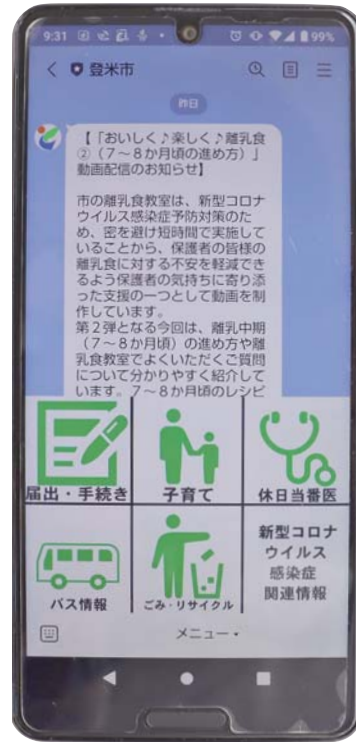 9:31
99%
登米市
昨日
【「おいしく♪楽しく♪離乳食
②（7～8か月頃の進め方）」
動画配信のお知らせ】
市の離乳食教室は、新型コロナ
ウイルス感染症予防対策のた
め、密を避け短時間で実施して
いることから、保護者の皆様の
離乳食に対する不安を軽減でき
るよう保護者の気持ちに寄り添
った支援の一つとして動画を制
作しています。
第2弾となる今回は、離乳中期
（7～8か月頃）の進め方や離
乳食教室でよくいただくご質問
について分かりやすく紹介して
います。7～8か月頃のレシピ
届出・手続き
子育て
休日当番医
バス情報
ごみ・リサイクル
新型コロナ
ウイルス
感染症
関連情報
メニュー